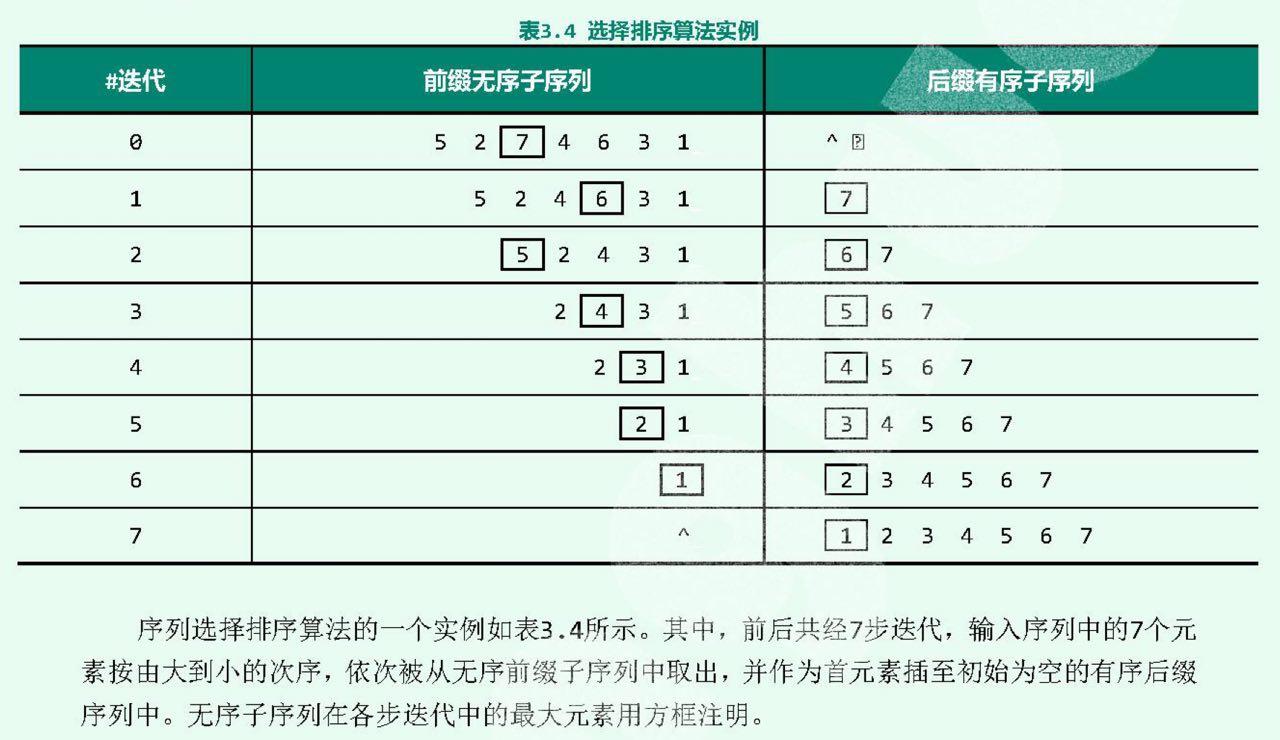 表3.4 选择排序算法实例
#迭代 前缀无序子序列 后缀有序子序列
0 5 2 7 4 6 3 1 ^
1 5 2 4 6 3 1 7
2 5 2 4 3 1 6 7
3 2 4 3 1 5 6 7
4 2 3 1 4 5 6 7
5 2 1 3 4 5 6 7
6 1 2 3 4 5 6 7
7 ^ 1 2 3 4 5 6 7
序列选择排序算法的一个实例如表3.4所示。其中，前后共经7步迭代，输入序列中的7个元
素按由大到小的次序，依次被从无序前缀子序列中取出，并作为首元素插至初始为空的有序后缀
序列中。无序子序列在各步迭代中的最大元素用方框注明。